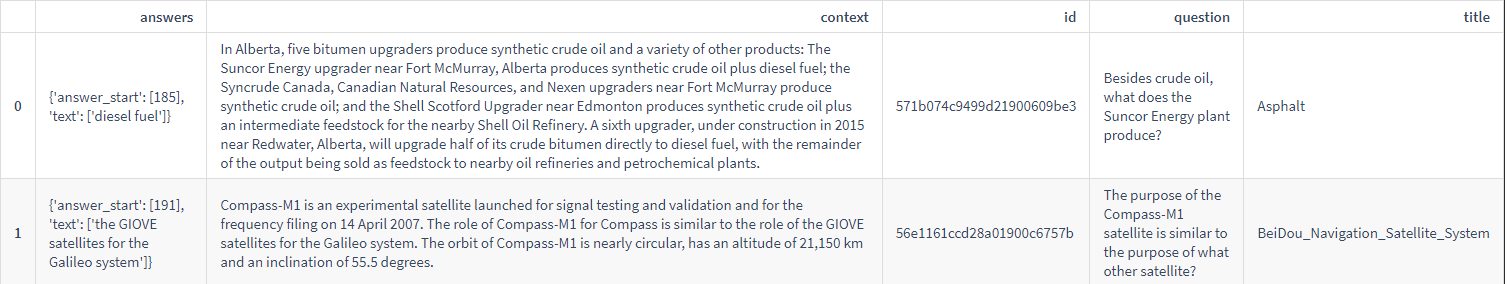 answers context id question title
0 {'answer_start': [185], 'text': ['diesel fuel']}
In Alberta, five bitumen upgraders produce synthetic crude oil and a variety of other products: The
Suncor Energy upgrader near Fort McMurray, Alberta produces synthetic crude oil plus diesel fuel; the
Syncrude Canada, Canadian Natural Resources, and Nexen upgraders near Fort McMurray produce
synthetic crude oil; and the Shell Scotford Upgrader near Edmonton produces synthetic crude oil plus
an intermediate feedstock for the nearby Shell Oil Refinery. A sixth upgrader, under construction in 2015
near Redwater, Alberta, will upgrade half of its crude bitumen directly to diesel fuel, with the remainder
of the output being sold as feedstock to nearby oil refineries and petrochemical plants.
571b074c9499d21900609be3
Besides crude oil,
what does the
Suncor Energy plant
produce?
Asphalt
1
{'answer_start': [191],
'text': ['the GIOVE
satellites for the
Galileo system']}
Compass-M1 is an experimental satellite launched for signal testing and validation and for the
frequency filing on 14 April 2007. The role of Compass-M1 for Compass is similar to the role of the GIOVE
satellites for the Galileo system. The orbit of Compass-M1 is nearly circular, has an altitude of 21,150 km
and an inclination of 55.5 degrees.
56e1161ccd28a01900c6757b
The purpose of the
Compass-M1
satellite is similar to
the purpose of what
other satellite?
BeiDou_Navigation_Satellite_System